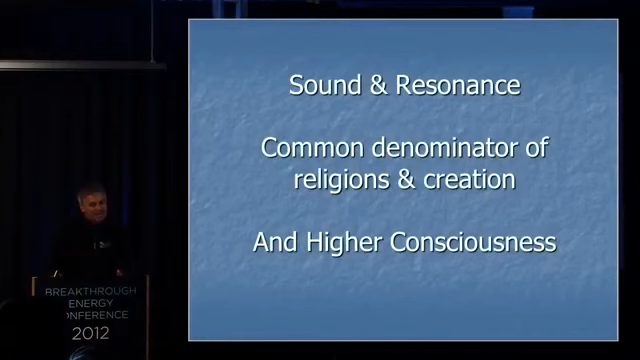 Sound & Resonance
Common denominator of
religions & creation
And Higher Consciousness
BREAKTHROUGH
ENERGY
CONFERENCE
2012